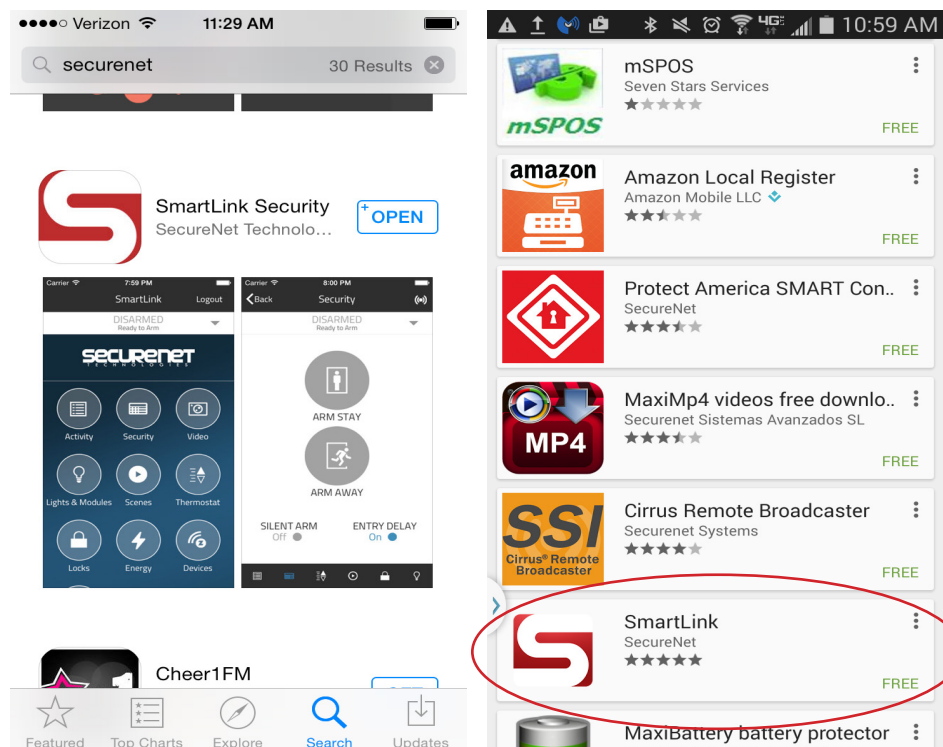 Verizon 11:29 AM
securenet 30 Results
SmartLink Security
SecureNet Technolo...
+OPEN
Carrier 7:59 PM
SmartLink Logout
DISARMED
Ready to Arm
SECURENET
TECHNOLOGIES
Activity Security Video
Lights & Modules Scenes Thermostat
Locks Energy Devices
Carrier 8:00 PM
Back Security
DISARMED
Ready to Arm
ARM STAY
ARM AWAY
SILENT ARM ENTRY DELAY
Off On
Cheer1FM
Featured Top Charts Explore Search Updates
4G 10:59 AM
mSPOS
mSPOS
Seven Stars Services
FREE
amazon
Amazon Local Register
Amazon Mobile LLC
FREE
Protect America SMART Con..
SecureNet
FREE
MP4
MaxiMp4 videos free downlo..
Securenet Sistemas Avanzados SL
FREE
SSI
Cirrus® Remote
Broadcaster
Cirrus Remote Broadcaster
Securenet Systems
FREE
S
SmartLink
SecureNet
FREE
MaxiBattery battery protector